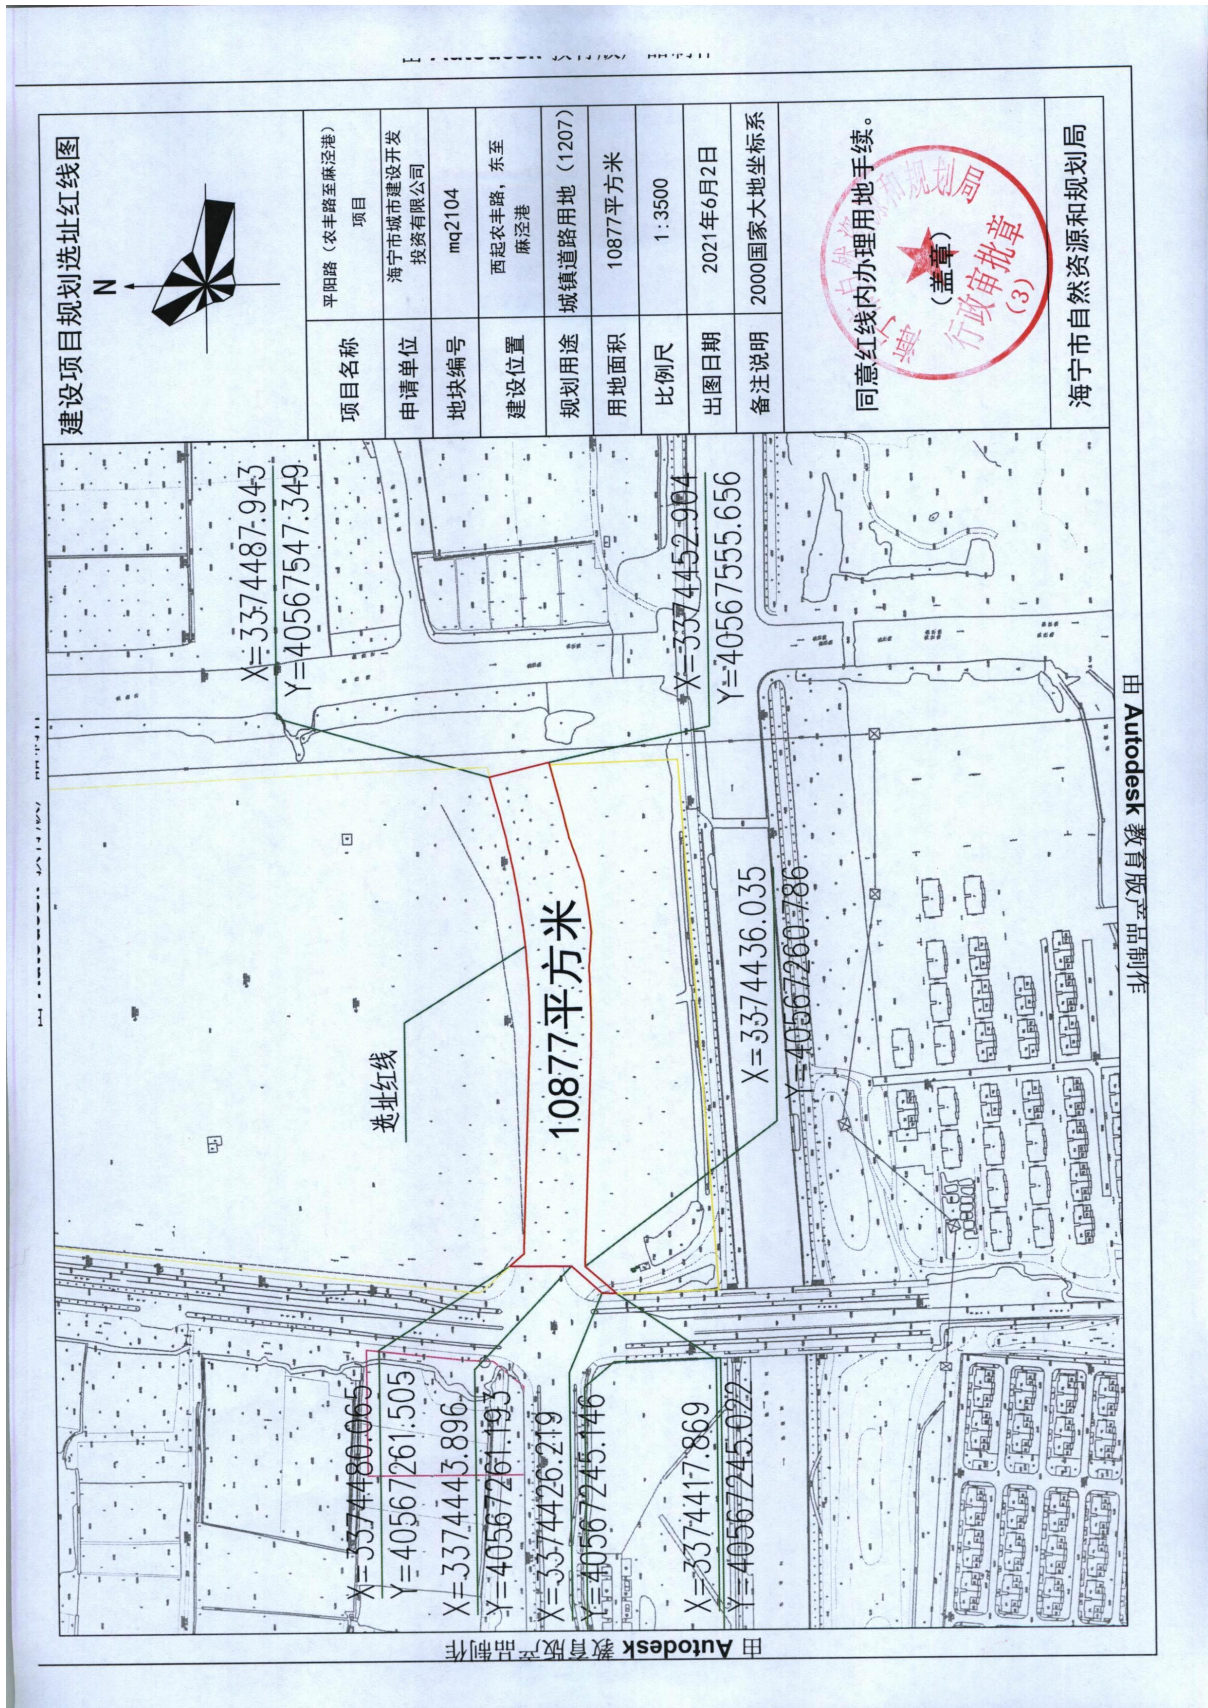 建设项目规划选址红线图
N
项目名称
平阳路（农丰路至麻泾港）
项目
申请单位
海宁市城市建设开发
投资有限公司
地块编号
mq2104
建设位置
西起农丰路，东至
麻泾港
规划用途
城镇道路用地（1207）
用地面积
10877平方米
比例尺
1:3500
出图日期
2021年6月2日
备注说明
2000国家大地坐标系
同意红线内办理用地手续。
（盖章）
行政审批章
(3)
海宁市自然资源和规划局
X=3374487.943
Y=40567547.349
X=3374452.904
Y=40567555.656
选址红线
10877平方米
X=3374436.035
Y=40567260.786
X=3374480.065
Y=40567261.503
X=3374443.896
Y=40567261.193
X=3374426.219
Y=40567245.146
X=3374417.869
Y=40567245.022
由 Autodesk 教育版产品制作
由 Autodesk 教育版产品制作